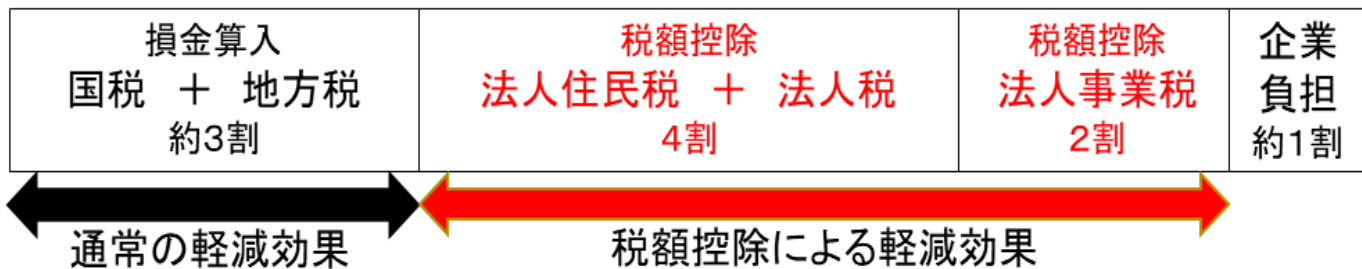 損金算入
国税 ＋ 地方税
約3割
税額控除
法人住民税 ＋ 法人税
4割
税額控除
法人事業税
2割
企業
負担
約1割
通常の軽減効果
税額控除による軽減効果